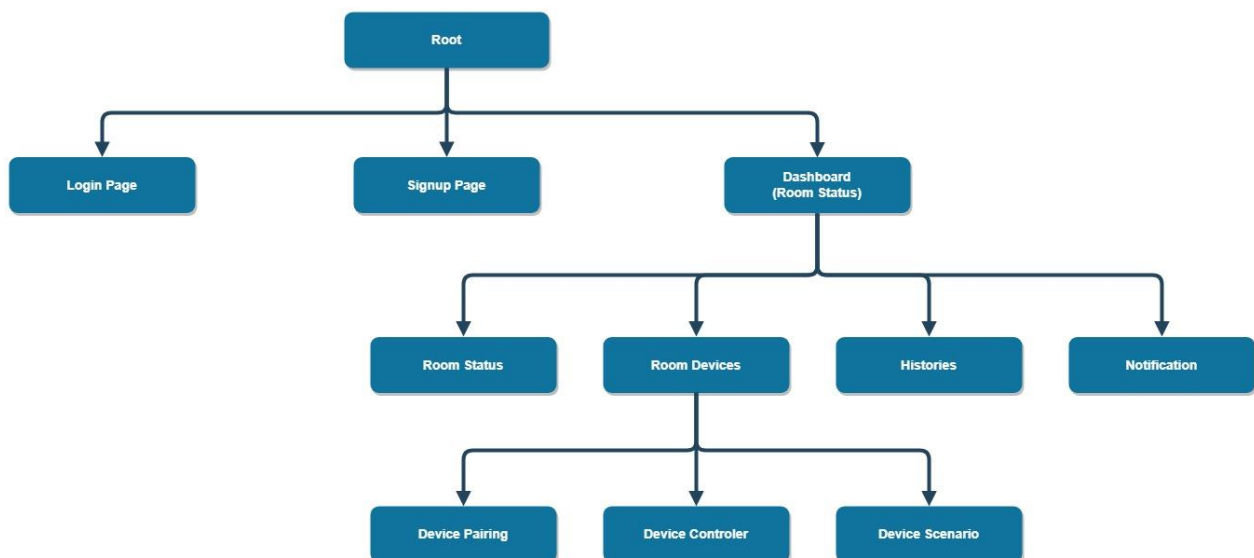 Root
Login Page
Signup Page
Dashboard
(Room Status)
Room Status
Room Devices
Histories
Notification
Device Pairing
Device Controler
Device Scenario